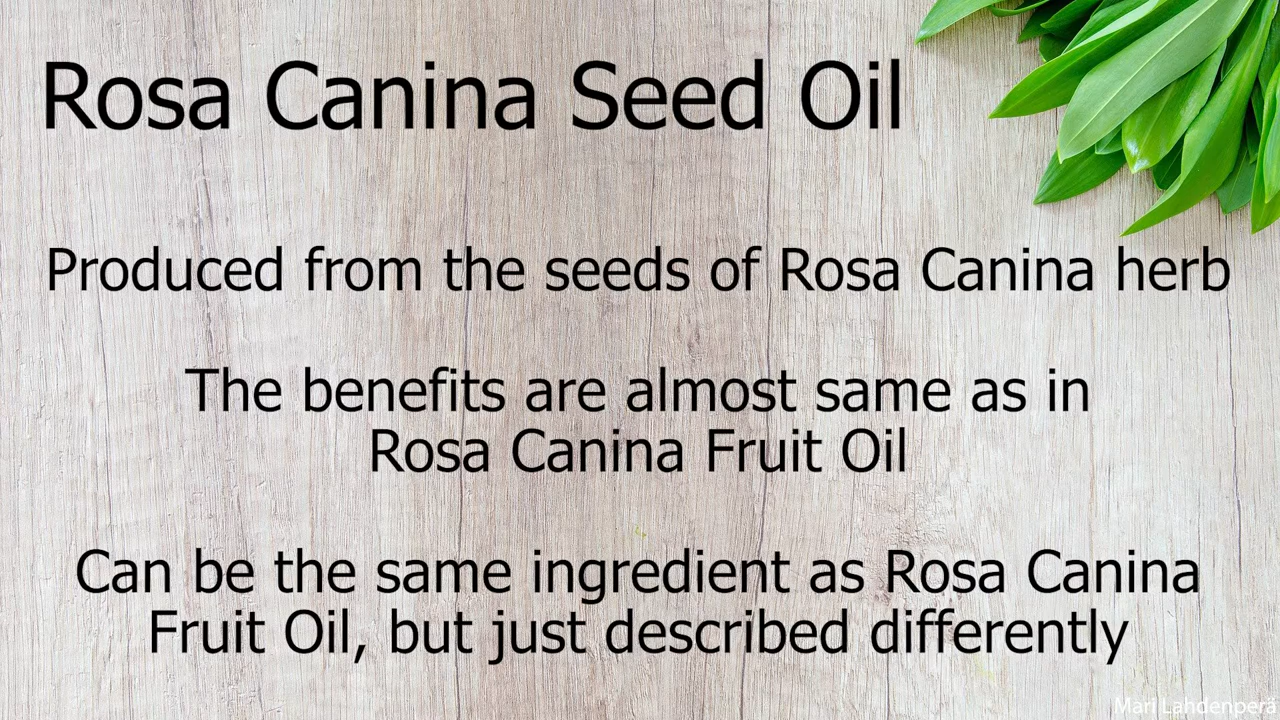 Rosa Canina Seed Oil
Produced from the seeds of Rosa Canina herb
The benefits are almost same as in
Rosa Canina Fruit Oil
Can be the same ingredient as Rosa Canina
Fruit Oil, but just described differently
Mari Lahdenperä